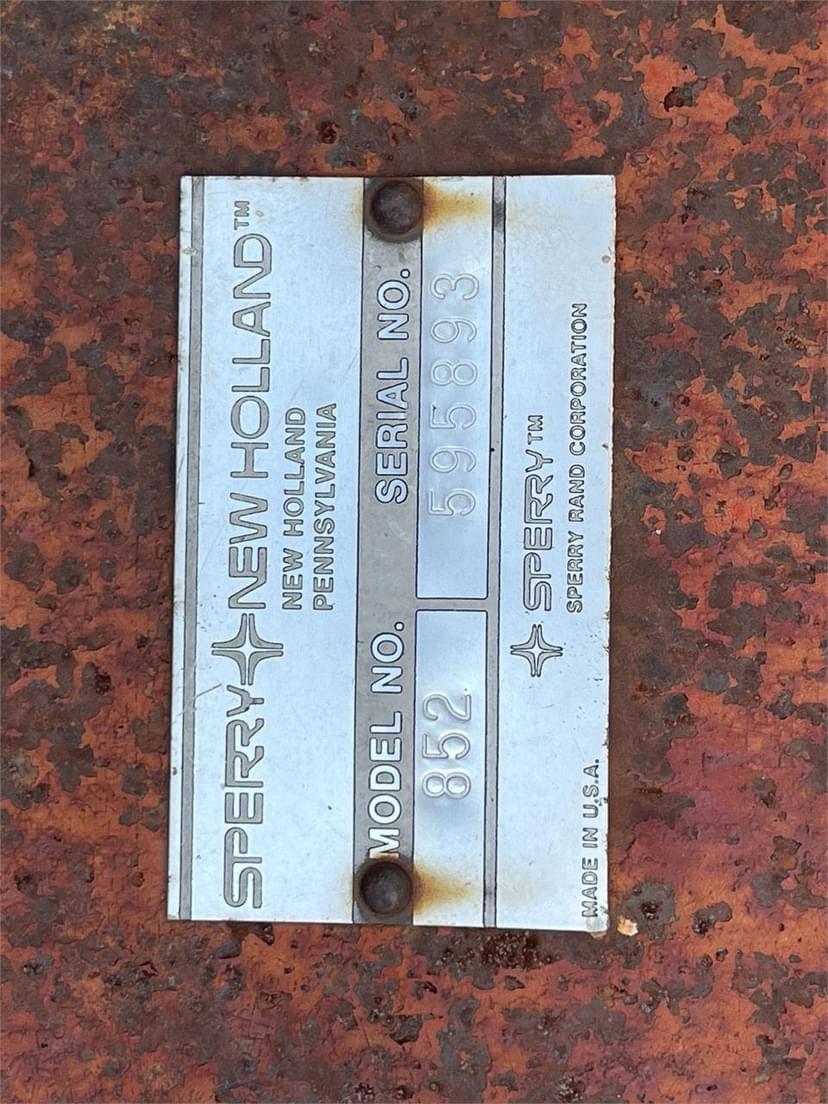 SPERRY NEW HOLLAND™
NEW HOLLAND
PENNSYLVANIA
MODEL NO. SERIAL NO.
852 595893
SPERRY™
SPERRY RAND CORPORATION
MADE IN U.S.A.